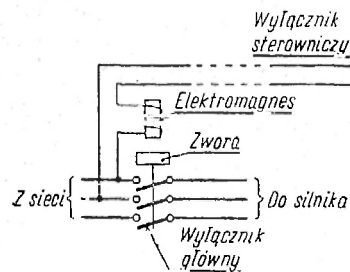 Wyłącznik
sterowniczy
Elektromagnes
Zwora
Z sieci
Do silnika
Wyłącznik
główny